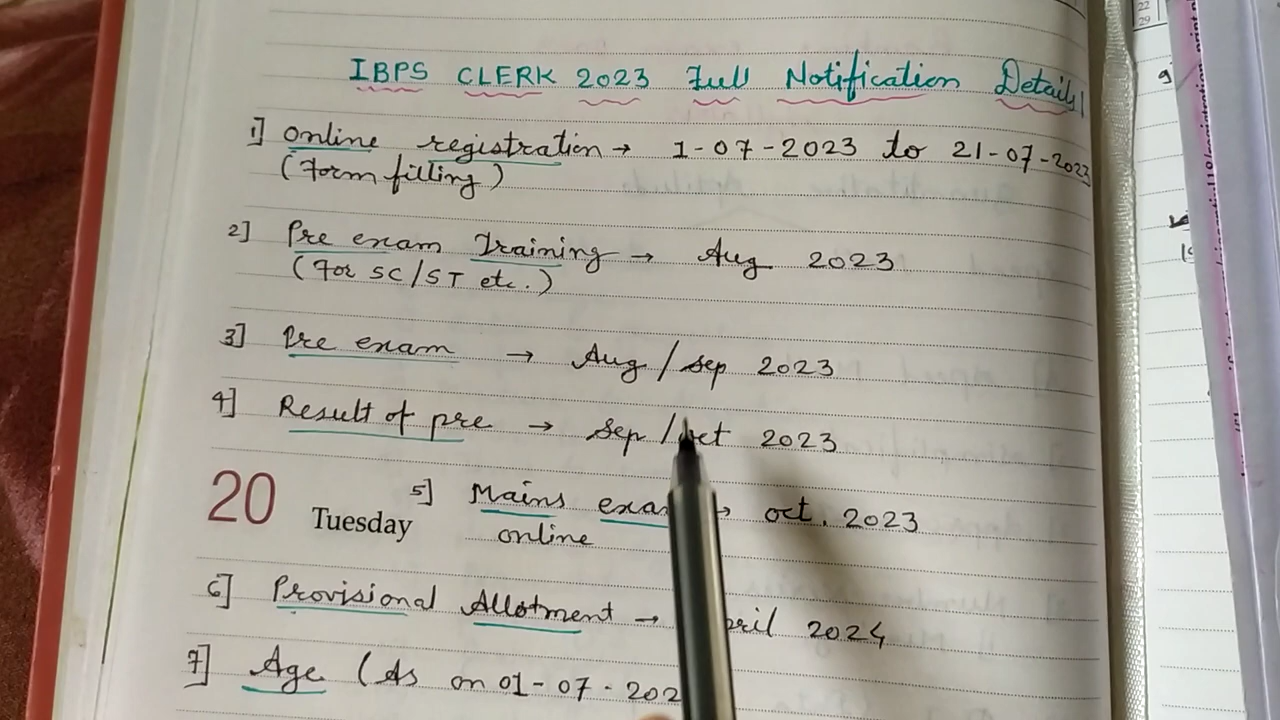 IBPS CLERK 2023 Full Notification Details!
1] Online registration → 1-07-2023 to 21-07-2023
(Form filling)
2] Pre exam Training → Aug 2023
(For SC/ST etc.)
3] Pre exam → Aug / Sep 2023
4] Result of pre → Sep / oct 2023
20 Tuesday
5] Mains exam → oct. 2023
online
6] Provisional Allotment → April 2024
7] Age (As on 01-07-202